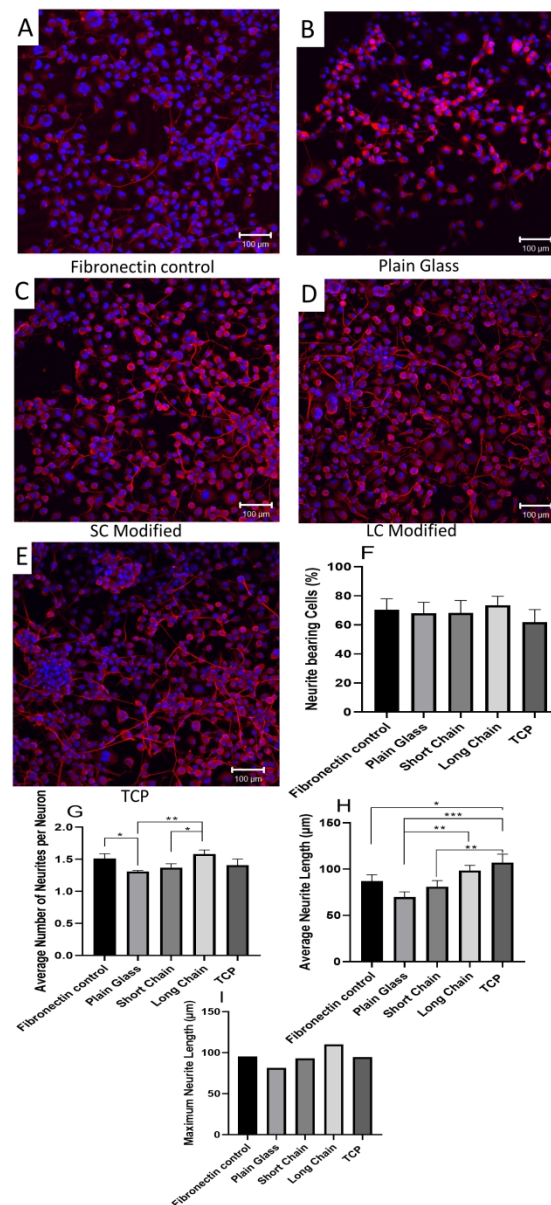 A
B
100 µm
100 µm
Fibronectin control
Plain Glass
C
D
100 µm
100 µm
SC Modified
LC Modified
E
100 µm
TCP
F
Neurite bearing Cells (%)
100
80
60
40
20
0
Fibronectin control
Plain Glass
Short Chain
Long Chain
TCP
G
Average Number of Neurites per Neuron
2.0
1.5
1.0
0.5
0.0
*
**
*
Fibronectin control
Plain Glass
Short Chain
Long Chain
TCP
H
Average Neurite Length (µm)
150
100
50
0
*
***
**
**
Fibronectin control
Plain Glass
Short Chain
Long Chain
TCP
I
Maximum Neurite Length (µm)
150
100
50
0
Fibronectin control
Plain Glass
Short Chain
Long Chain
TCP